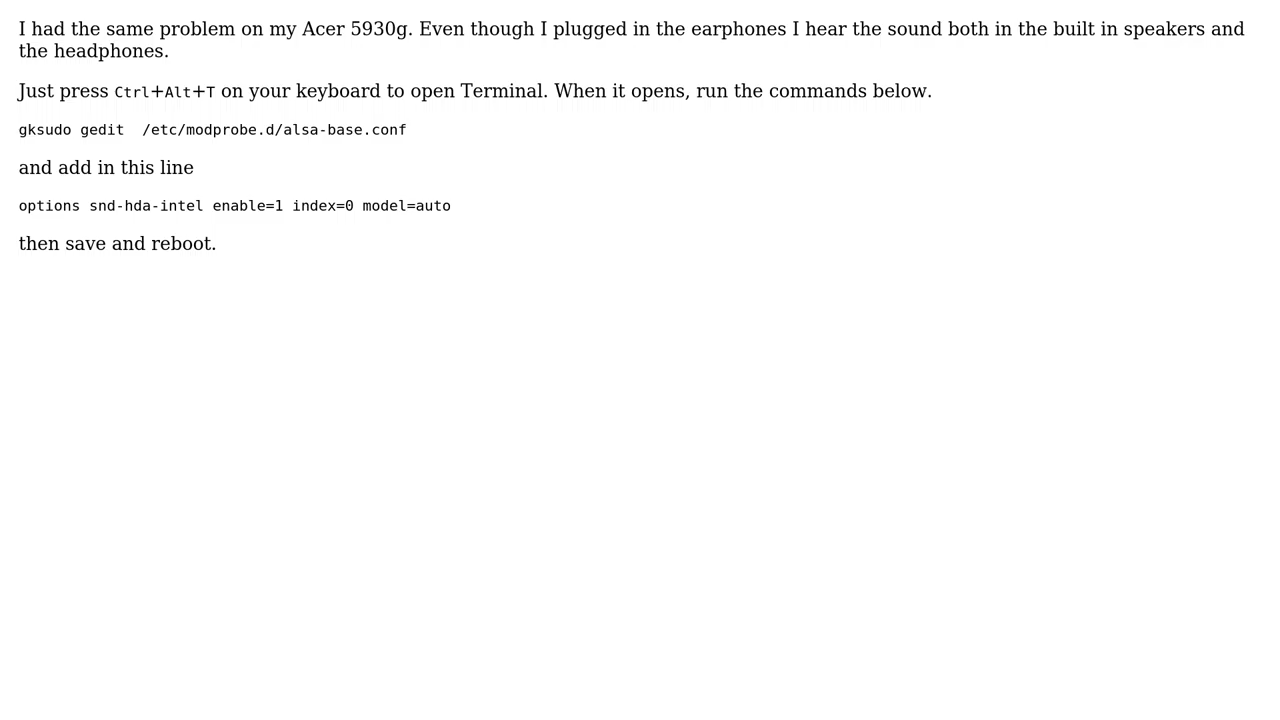 I had the same problem on my Acer 5930g. Even though I plugged in the earphones I hear the sound both in the built in speakers and
the headphones.
Just press Ctrl+Alt+T on your keyboard to open Terminal. When it opens, run the commands below.
gksudo gedit  /etc/modprobe.d/alsa-base.conf
and add in this line
options snd-hda-intel enable=1 index=0 model=auto
then save and reboot.